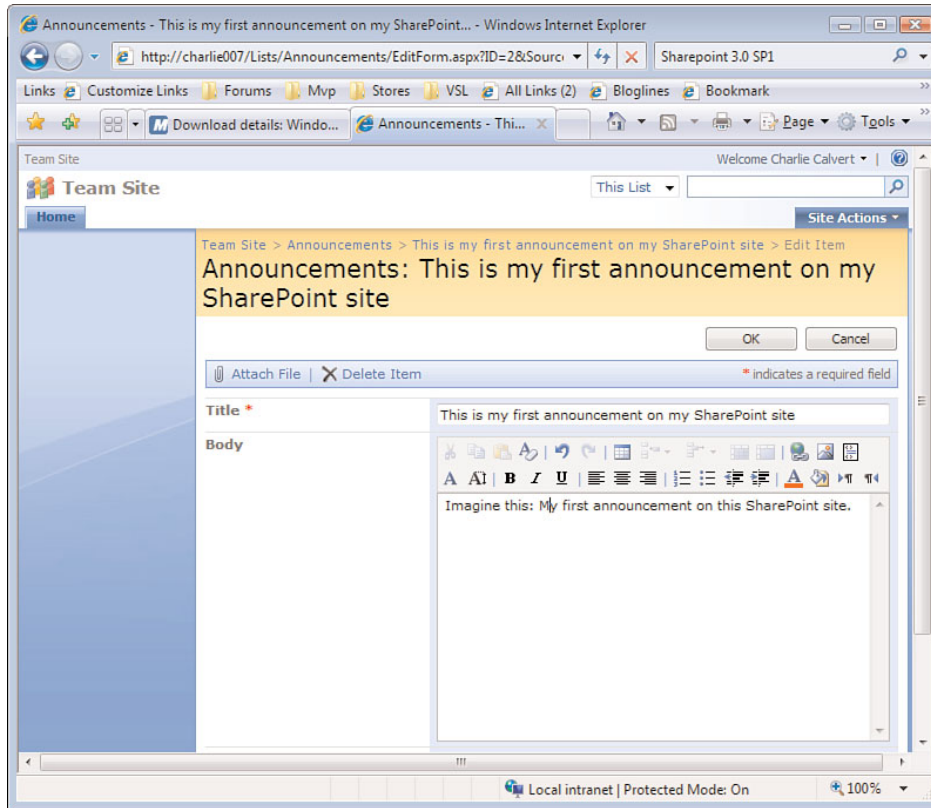 Announcements - This is my first announcement on my SharePoint... - Windows Internet Explorer
http://charlie007/Lists/Announcements/EditForm.aspx?ID=2&Sourc
Sharepoint 3.0 SP1
Links Customize Links Forums Mvp Stores VSL All Links (2) Bloglines Bookmark
Download details: Windo... Announcements - Thi... Page Tools
Team Site Welcome Charlie Calvert
Team Site This List
Home Site Actions
Team Site > Announcements > This is my first announcement on my SharePoint site > Edit Item
Announcements: This is my first announcement on my
SharePoint site
OK Cancel
Attach File | Delete Item * indicates a required field
Title * This is my first announcement on my SharePoint site
Body
A A B I U A
Imagine this: My first announcement on this SharePoint site.
Local intranet | Protected Mode: On 100%